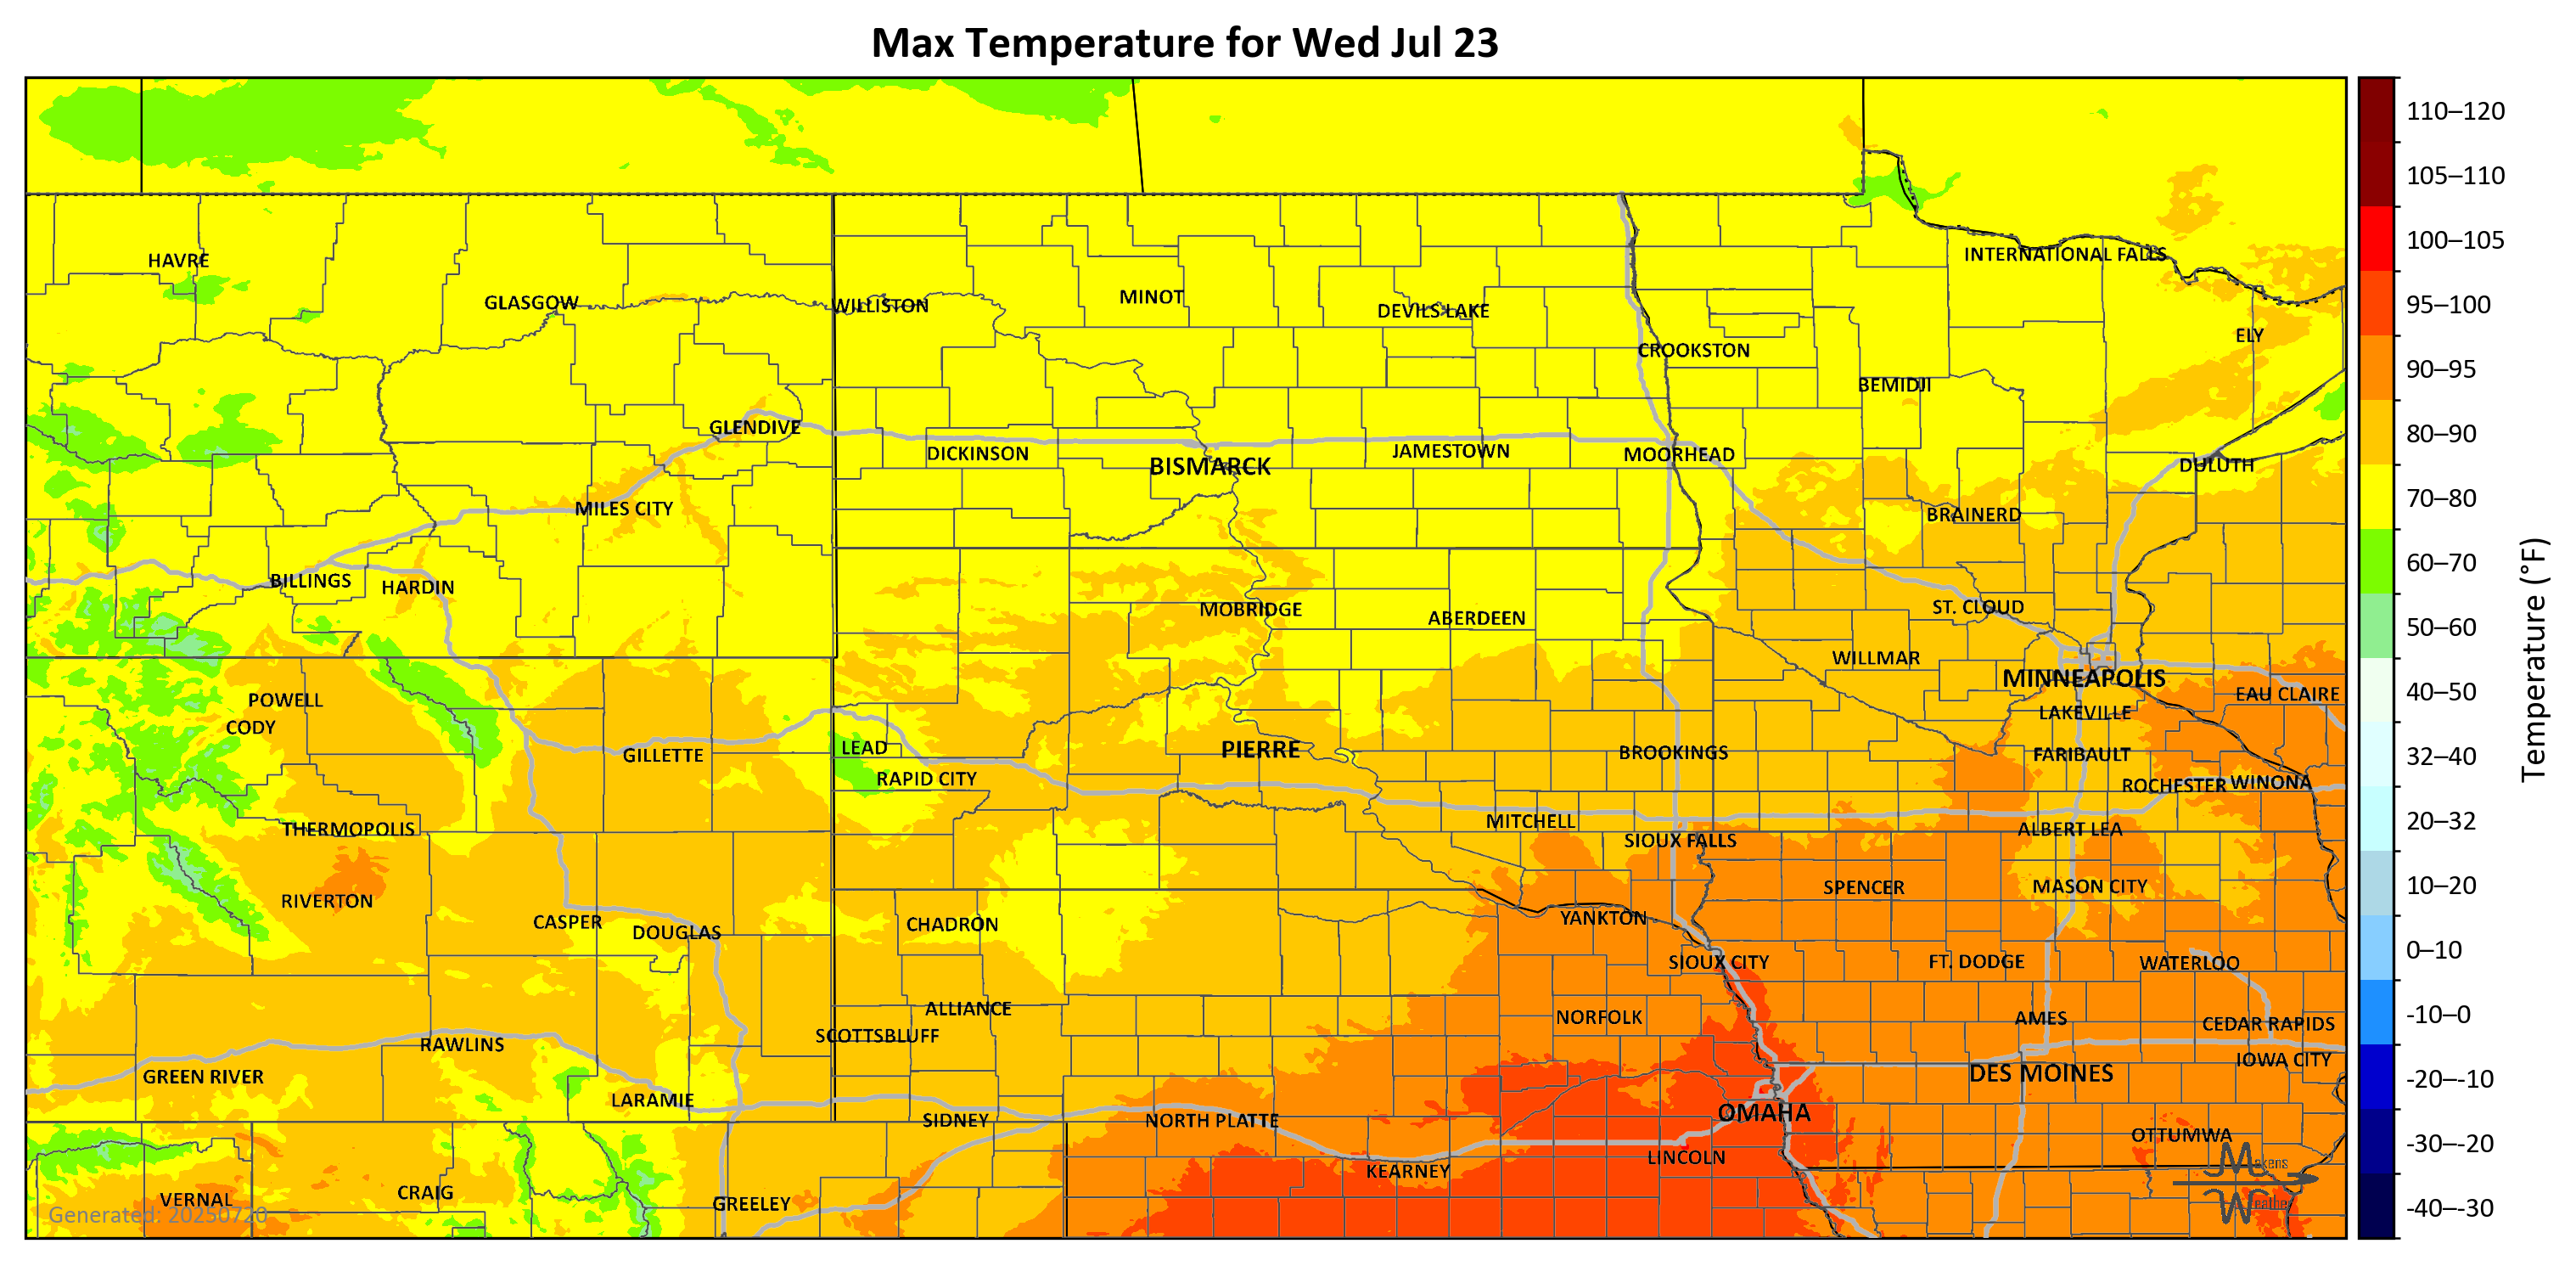 Max Temperature for Wed Jul 23
110–120
105–110
HAVRE
100–105
INTERNATIONAL FALLS
GLASGOW
WILLISTON
MINOT
DEVILS LAKE
95–100
ELY
CROOKSTON
90–95
BEMIDJI
GLENDIVE
80–90
DICKINSON
BISMARCK
JAMESTOWN
MOORHEAD
DULUTH
MILES CITY
BRAINERD
70–80
BILLINGS
HARDIN
60–70
MOBRIDGE
ABERDEEN
ST. CLOUD
50–60
WILLMAR
MINNEAPOLIS
POWELL
EAU CLAIRE
40–50
CODY
LAKEVILLE
Temperature (°F)
GILLETTE
LEAD
PIERRE
BROOKINGS
FARIBAULT
32–40
RAPID CITY
ROCHESTER
WINONA
THERMOPOLIS
MITCHELL
SIOUX FALLS
ALBERT LEA
20–32
RIVERTON
SPENCER
MASON CITY
10–20
CASPER
DOUGLAS
CHADRON
YANKTON
SIOUX CITY
FT. DODGE
WATERLOO
0–10
ALLIANCE
NORFOLK
AMES
CEDAR RAPIDS
-10–0
RAWLINS
SCOTTSBLUFF
IOWA CITY
GREEN RIVER
DES MOINES
-20–-10
LARAMIE
SIDNEY
NORTH PLATTE
OMAHA
OTTUMWA
-30–-20
KEARNEY
LINCOLN
Makens
VERNAL
CRAIG
GREELEY
Weather
-40–-30
Generated: 20250720